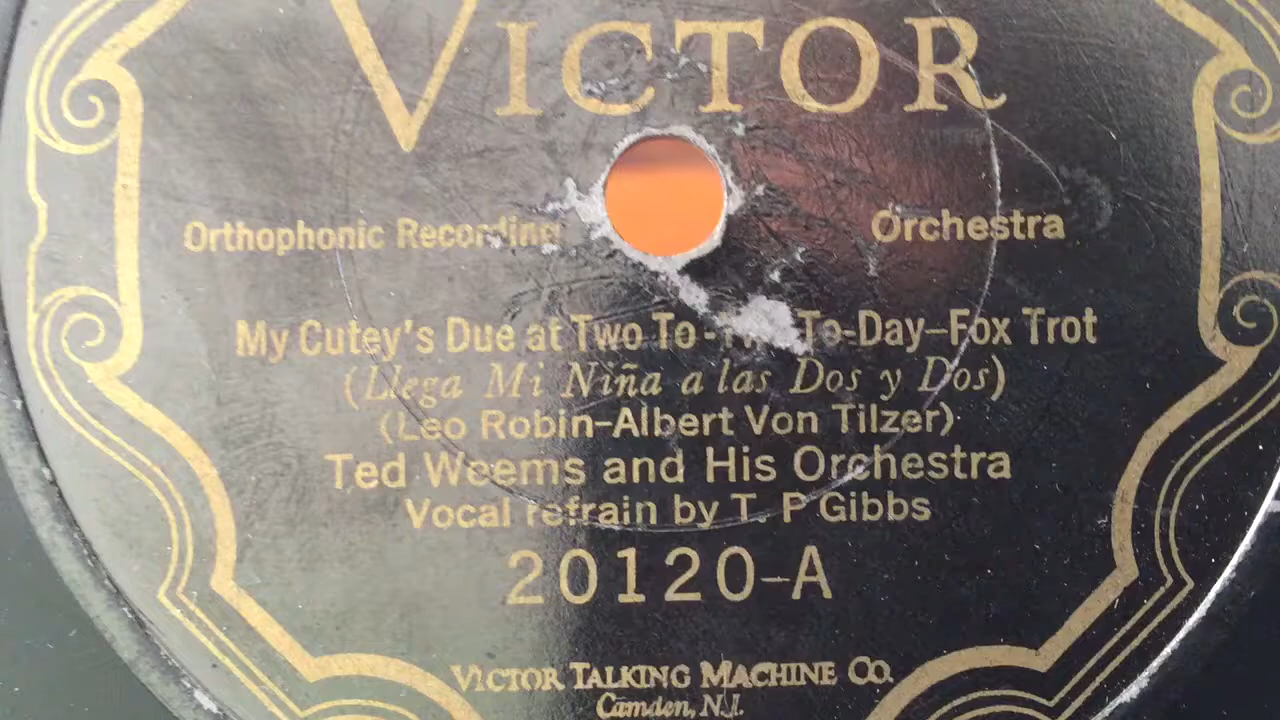 VICTOR
Orthophonic Recording Orchestra
My Cutey's Due at Two To - Two To-Day–Fox Trot
(Llega Mi Niña a las Dos y Dos)
(Leo Robin–Albert Von Tilzer)
Ted Weems and His Orchestra
Vocal refrain by T. P Gibbs
20120–A
VICTOR TALKING MACHINE CO.
Camden, N.J.